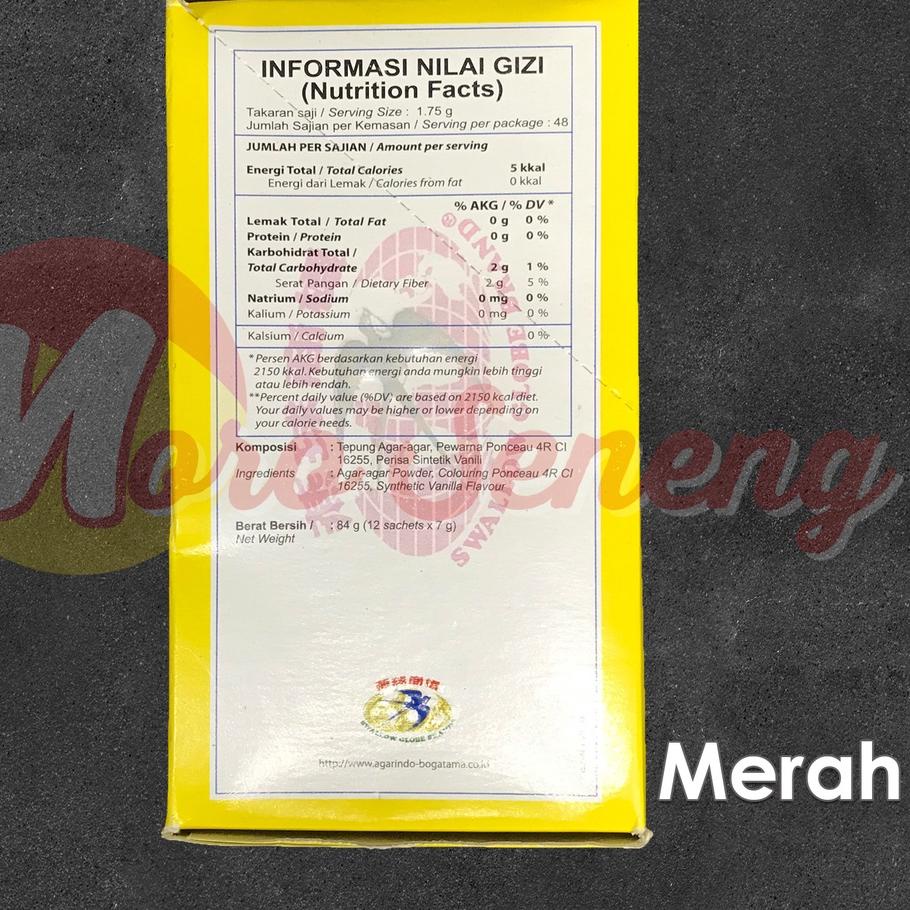 INFORMASI NILAI GIZI
(Nutrition Facts)
Takaran saji / Serving Size : 1.75 g
Jumlah Sajian per Kemasan / Serving per package : 48
JUMLAH PER SAJIAN / Amount per serving
Energi Total / Total Calories 5 kkal
Energi dari Lemak / Calories from fat 0 kkal
% AKG / % DV *
Lemak Total / Total Fat 0 g 0 %
Protein / Protein 0 g 0 %
Karbohidrat Total /
Total Carbohydrate 2 g 1 %
Serat Pangan / Dietary Fiber 2 g 5 %
Natrium / Sodium 0 mg 0 %
Kalium / Potassium 0 mg 0 %
Kalsium / Calcium 0 %
* Persen AKG berdasarkan kebutuhan energi
2150 kkal. Kebutuhan energi anda mungkin lebih tinggi
atau lebih rendah.
**Percent daily value (%DV) are based on 2150 kcal diet.
Your daily values may be higher or lower depending on
your calorie needs.
Komposisi : Tepung Agar-agar, Pewarna Ponceau 4R CI
16255, Perisa Sintetik Vanili
Ingredients : Agar-agar Powder, Colouring Ponceau 4R CI
16255, Synthetic Vanilla Flavour
Berat Bersih / : 84 g (12 sachets x 7 g)
Net Weight
SWALLOW GLOBE BRAND
http://www.agarindo-bogatama.co.id
Merah